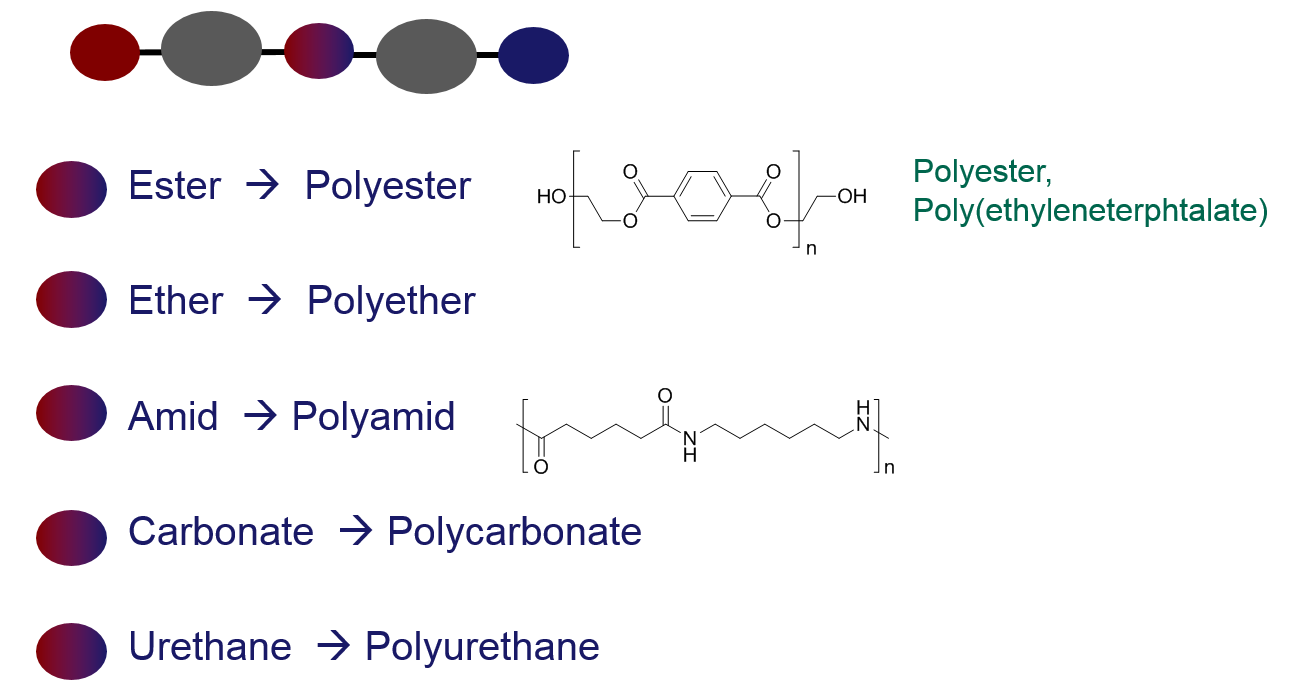 Ester → Polyester
O O
HO OH
O O
n
Polyester,
Poly(ethyleneterphtalate)
Ether → Polyether
Amid → Polyamid
O H
N
N
H
O n
Carbonate → Polycarbonate
Urethane → Polyurethane